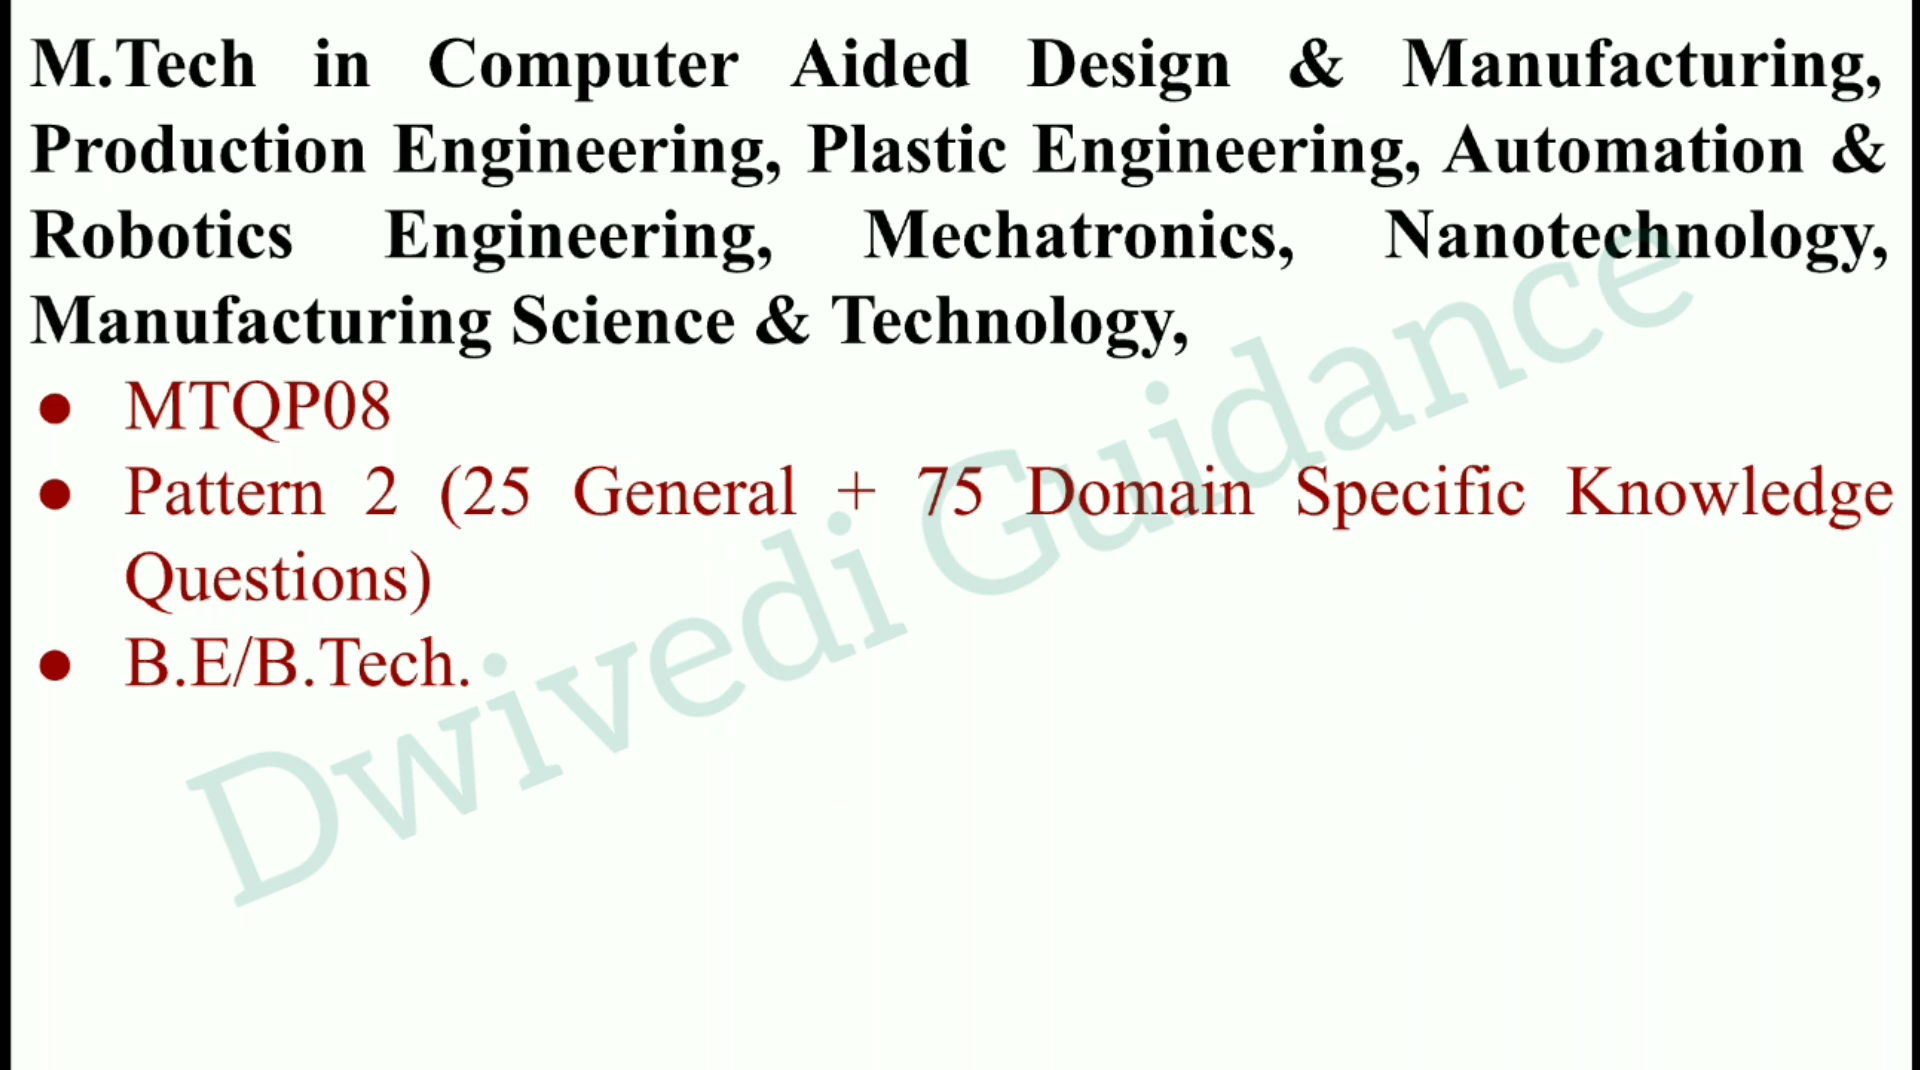 M.Tech in Computer Aided Design & Manufacturing,
Production Engineering, Plastic Engineering, Automation &
Robotics Engineering, Mechatronics, Nanotechnology,
Manufacturing Science & Technology,
● MTQP08
● Pattern 2 (25 General + 75 Domain Specific Knowledge
Questions)
● B.E/B.Tech.
Dwivedi Guidance